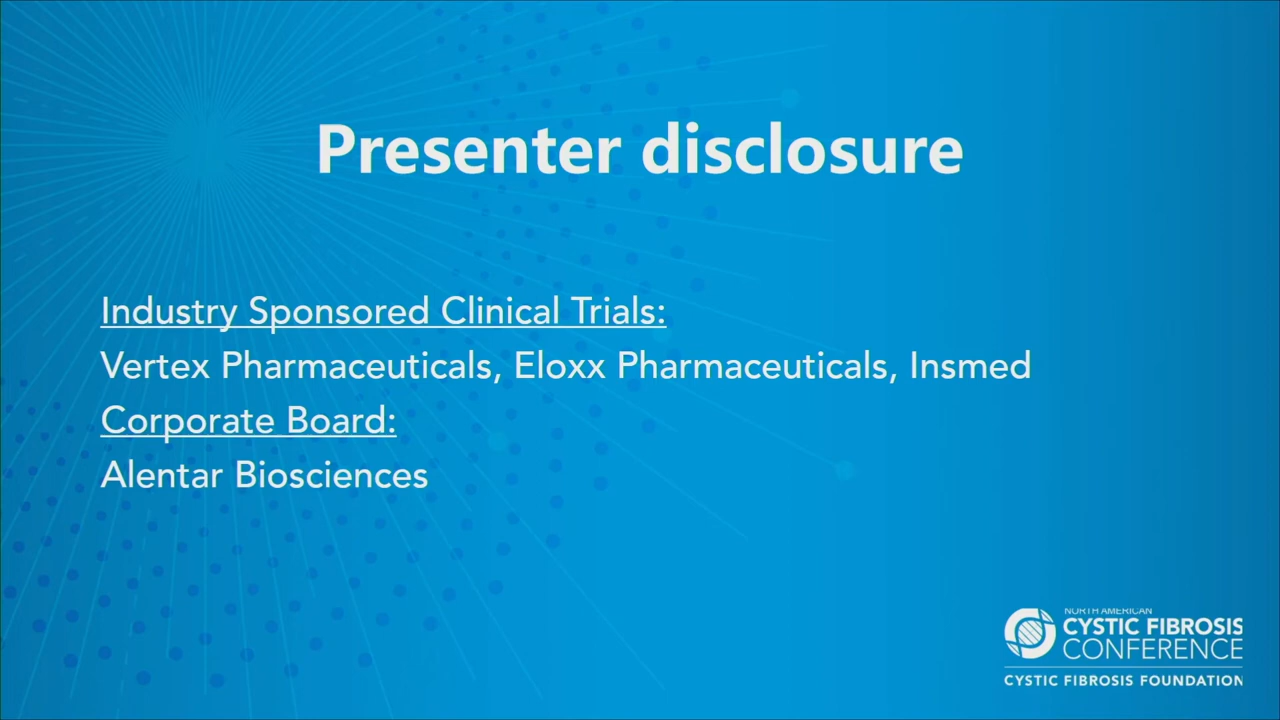 Presenter disclosure
Industry Sponsored Clinical Trials:
Vertex Pharmaceuticals, Eloxx Pharmaceuticals, Insmed
Corporate Board:
Alentar Biosciences
NORTH AMERICAN
CYSTIC FIBROSIS
CONFERENCE
CYSTIC FIBROSIS FOUNDATION